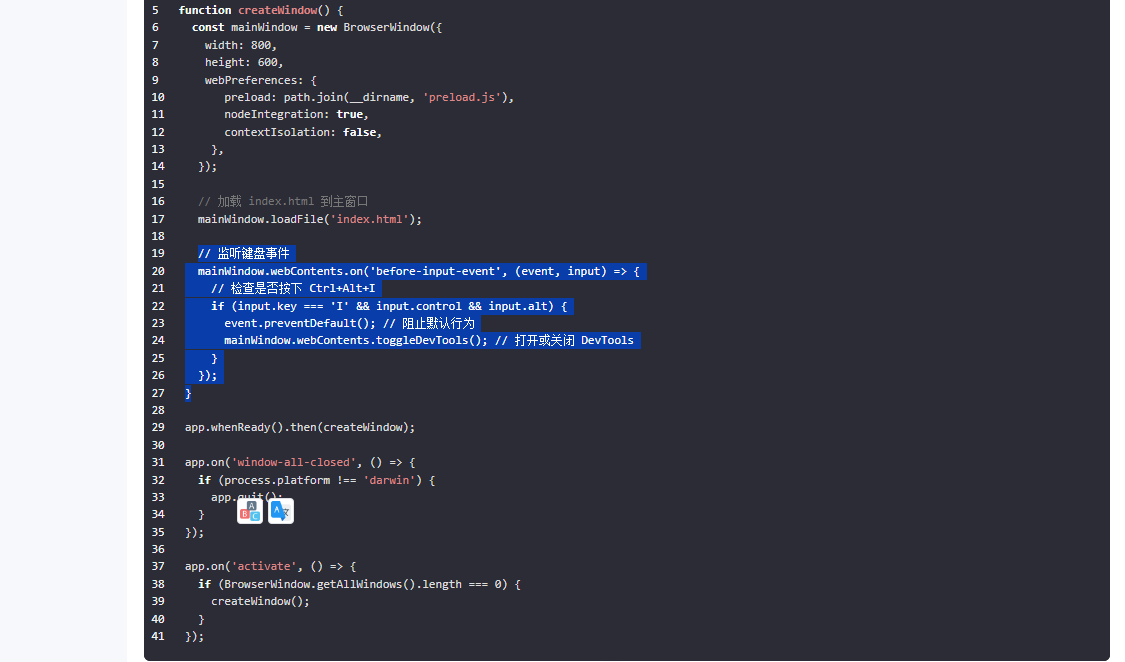 5 function createWindow() {
6 const mainWindow = new BrowserWindow({
7 width: 800,
8 height: 600,
9 webPreferences: {
10 preload: path.join(__dirname, 'preload.js'),
11 nodeIntegration: true,
12 contextIsolation: false,
13 },
14 });
15
16 // 加载 index.html 到主窗口
17 mainWindow.loadFile('index.html');
18
19 // 监听键盘事件
20 mainWindow.webContents.on('before-input-event', (event, input) => {
21 // 检查是否按下 Ctrl+Alt+I
22 if (input.key === 'I' && input.control && input.alt) {
23 event.preventDefault(); // 阻止默认行为
24 mainWindow.webContents.toggleDevTools(); // 打开或关闭 DevTools
25 }
26 });
27 }
28
29 app.whenReady().then(createWindow);
30
31 app.on('window-all-closed', () => {
32 if (process.platform !== 'darwin') {
33 app.quit();
34 }
35 });
36
37 app.on('activate', () => {
38 if (BrowserWindow.getAllWindows().length === 0) {
39 createWindow();
40 }
41 });